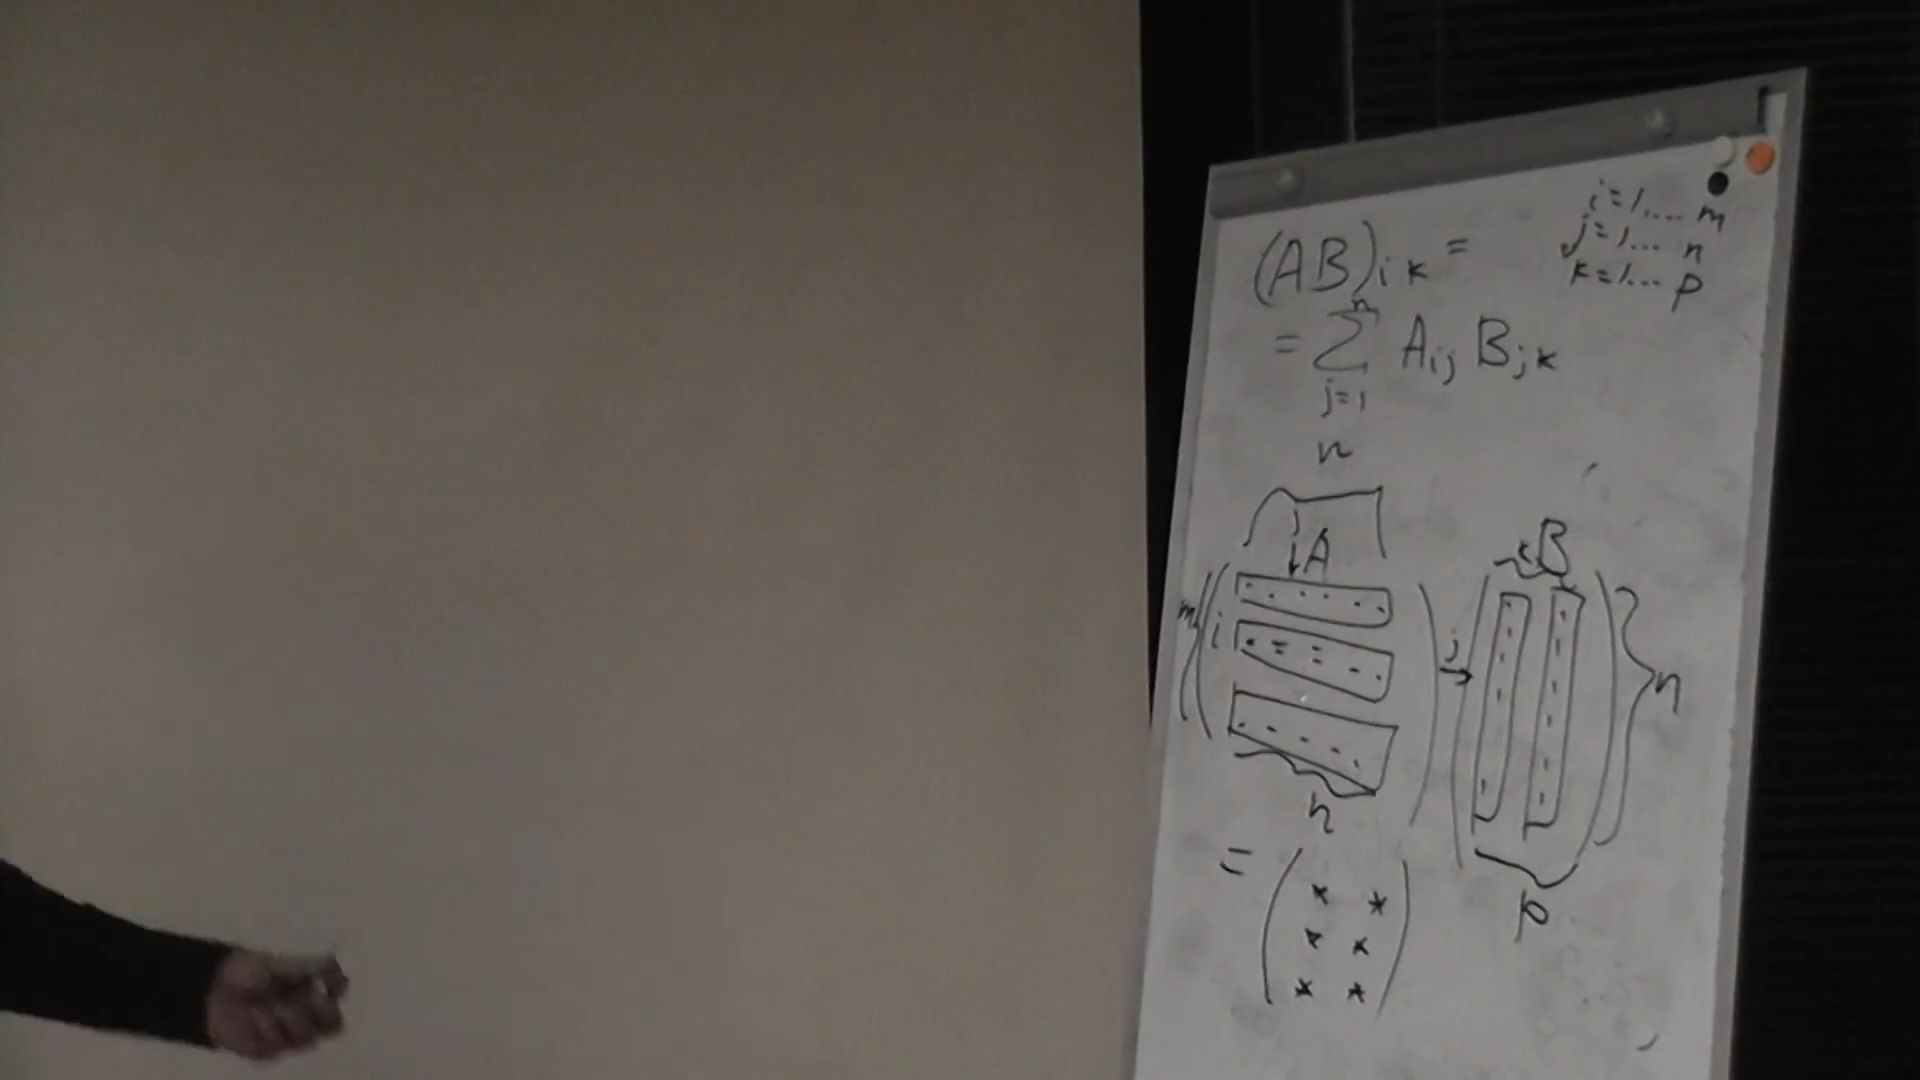 i=1,... m
j=1,... n
k=1... p
(AB)ik =
= n∑j=1 Aij Bjk
n
A
B
k
m
i
j
n
n
p
=
( * *
* *
* * )